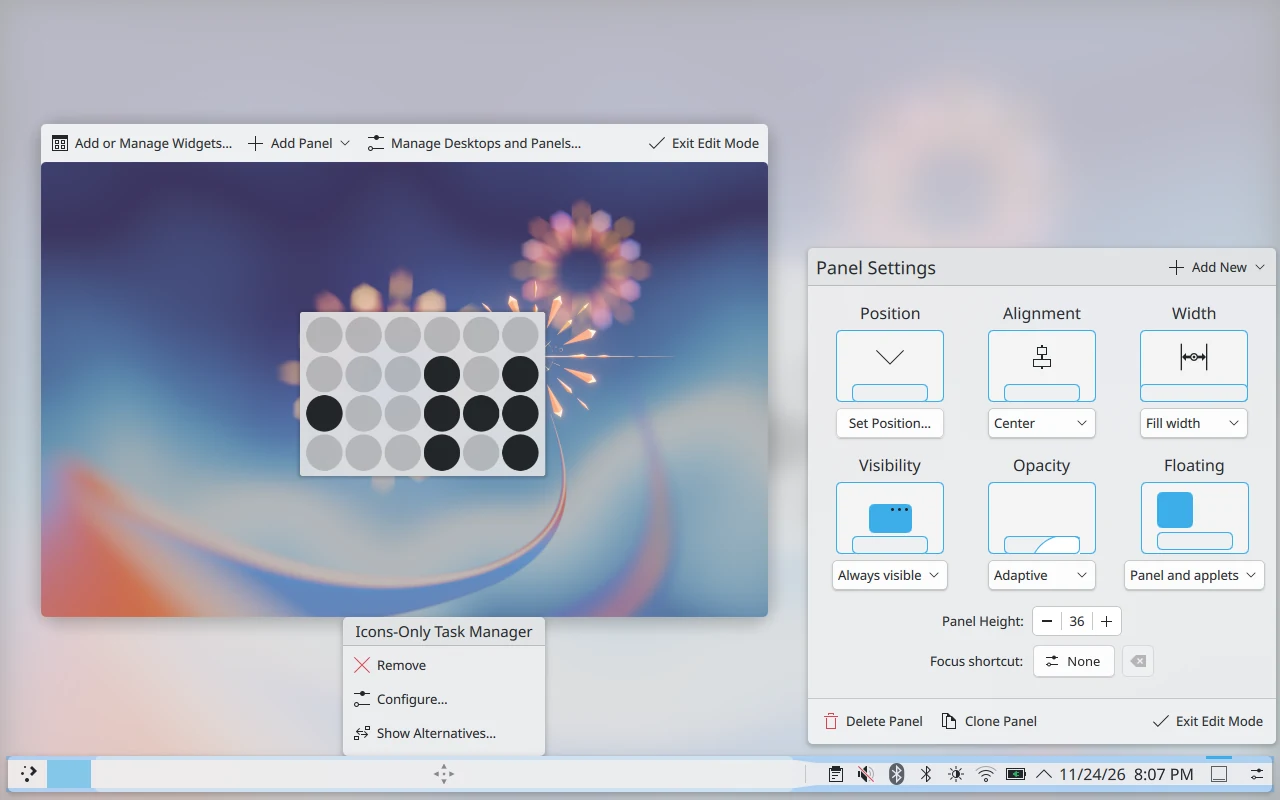 Add or Manage Widgets...
Add Panel
Manage Desktops and Panels...
Exit Edit Mode
Panel Settings
Add New
Position
Alignment
Width
Set Position...
Center
Fill width
Visibility
Opacity
Floating
Always visible
Adaptive
Panel and applets
Panel Height:
36
Focus shortcut:
None
Delete Panel
Clone Panel
Exit Edit Mode
Icons-Only Task Manager
Remove
Configure...
Show Alternatives...
11/24/26 8:07 PM